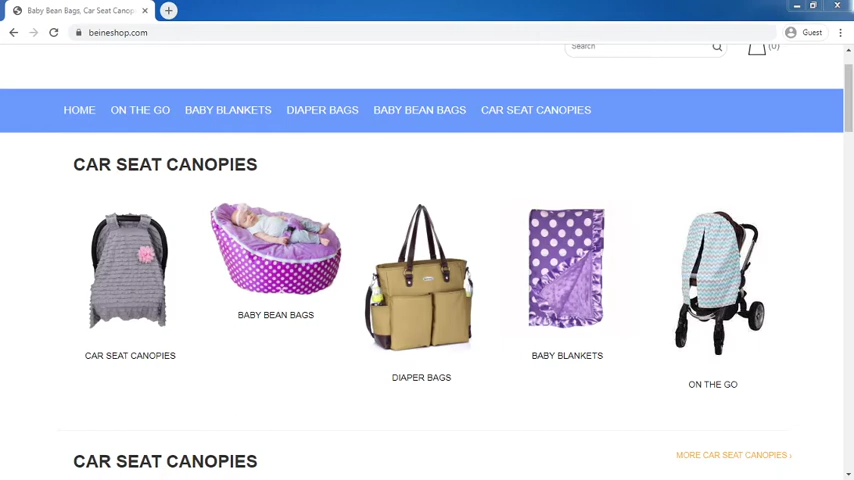 Baby Bean Bags, Car Seat Canop
beineshop.com
Guest
Search
(0)
HOME
ON THE GO
BABY BLANKETS
DIAPER BAGS
BABY BEAN BAGS
CAR SEAT CANOPIES
CAR SEAT CANOPIES
CAR SEAT CANOPIES
BABY BEAN BAGS
DIAPER BAGS
BABY BLANKETS
ON THE GO
CAR SEAT CANOPIES
MORE CAR SEAT CANOPIES ›